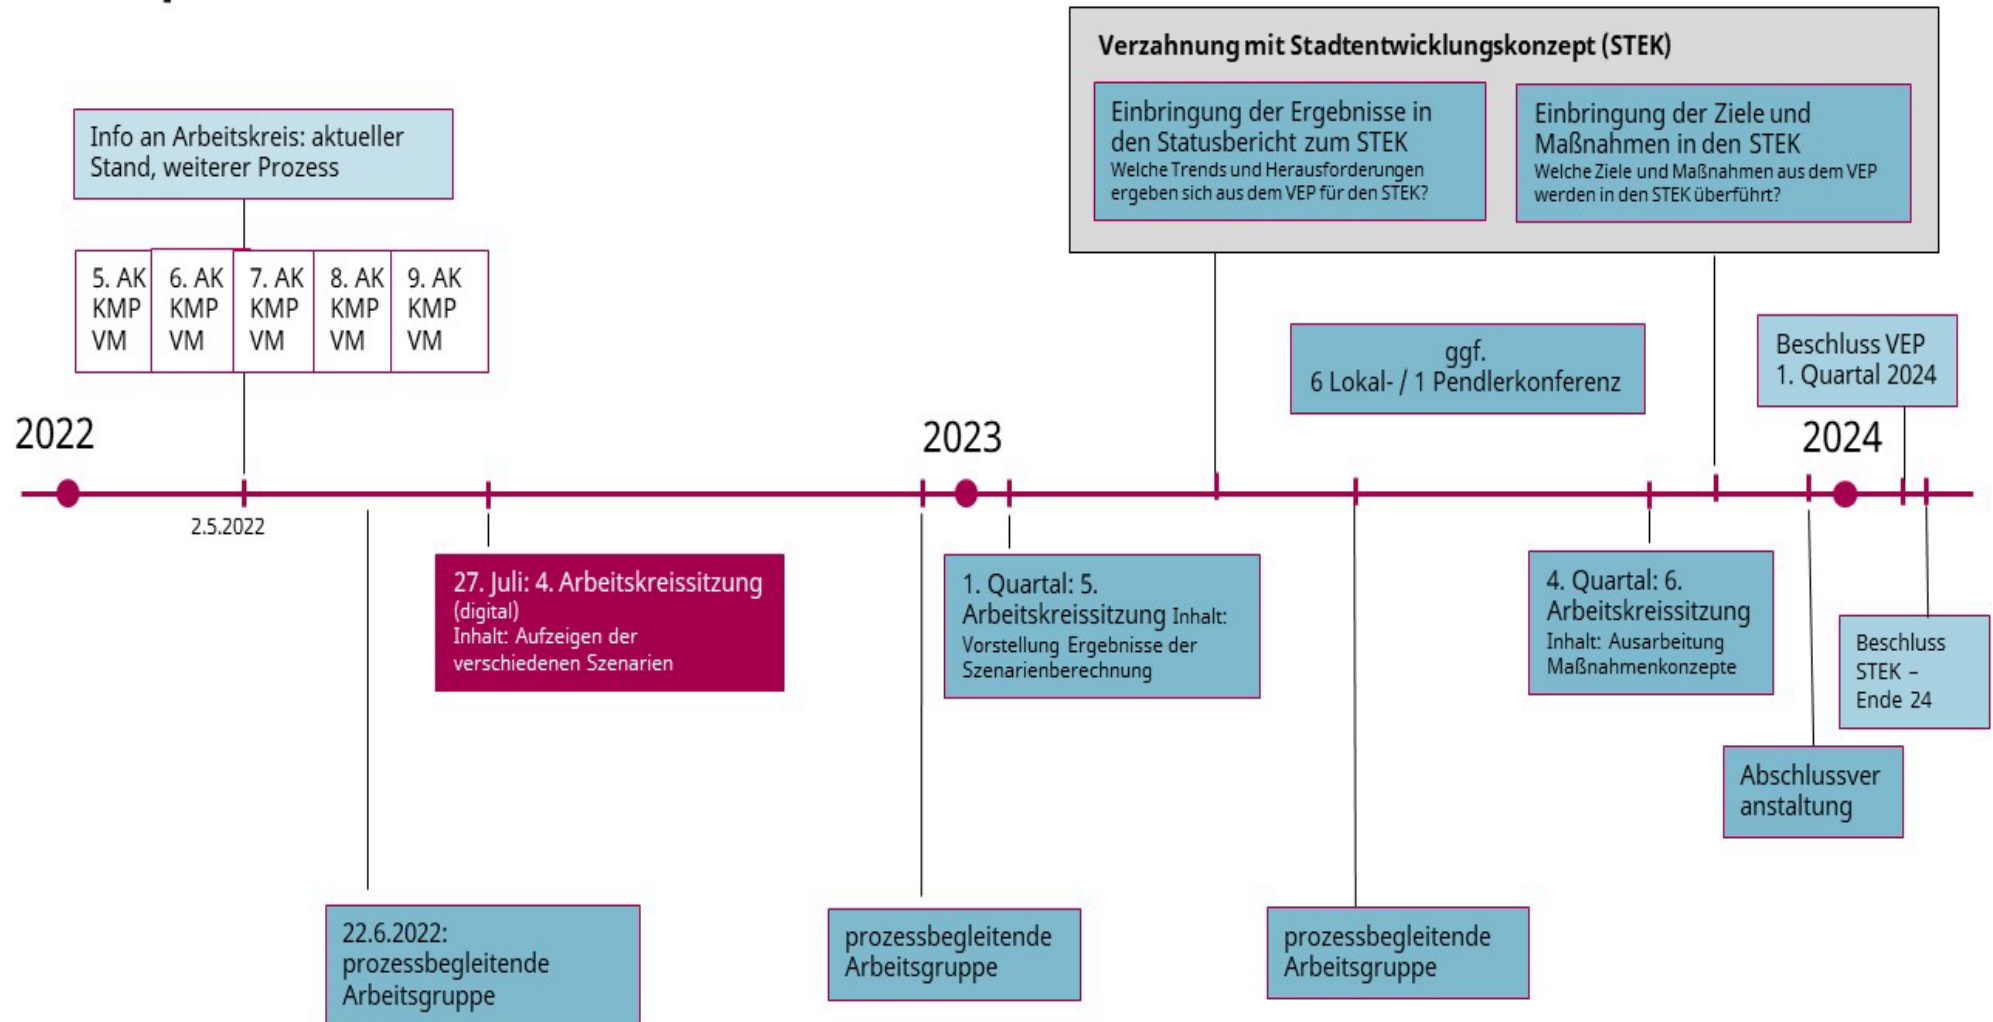 Verzahnung mit Stadtentwicklungskonzept (STEK)
Einbringung der Ergebnisse in
den Statusbericht zum STEK
Welche Trends und Herausforderungen
ergeben sich aus dem VEP für den STEK?
Einbringung der Ziele und
Maßnahmen in den STEK
Welche Ziele und Maßnahmen aus dem VEP
werden in den STEK überführt?
Info an Arbeitskreis: aktueller
Stand, weiterer Prozess
5. AK
KMP
VM
6. AK
KMP
VM
7. AK
KMP
VM
8. AK
KMP
VM
9. AK
KMP
VM
ggf.
6 Lokal- / 1 Pendlerkonferenz
Beschluss VEP
1. Quartal 2024
2022
2023
2024
2.5.2022
27. Juli: 4. Arbeitskreissitzung
(digital)
Inhalt: Aufzeigen der
verschiedenen Szenarien
1. Quartal: 5.
Arbeitskreissitzung Inhalt:
Vorstellung Ergebnisse der
Szenarienberechnung
4. Quartal: 6.
Arbeitskreissitzung
Inhalt: Ausarbeitung
Maßnahmenkonzepte
Beschluss
STEK –
Ende 24
Abschlussver
anstaltung
22.6.2022:
prozessbegleitende
Arbeitsgruppe
prozessbegleitende
Arbeitsgruppe
prozessbegleitende
Arbeitsgruppe